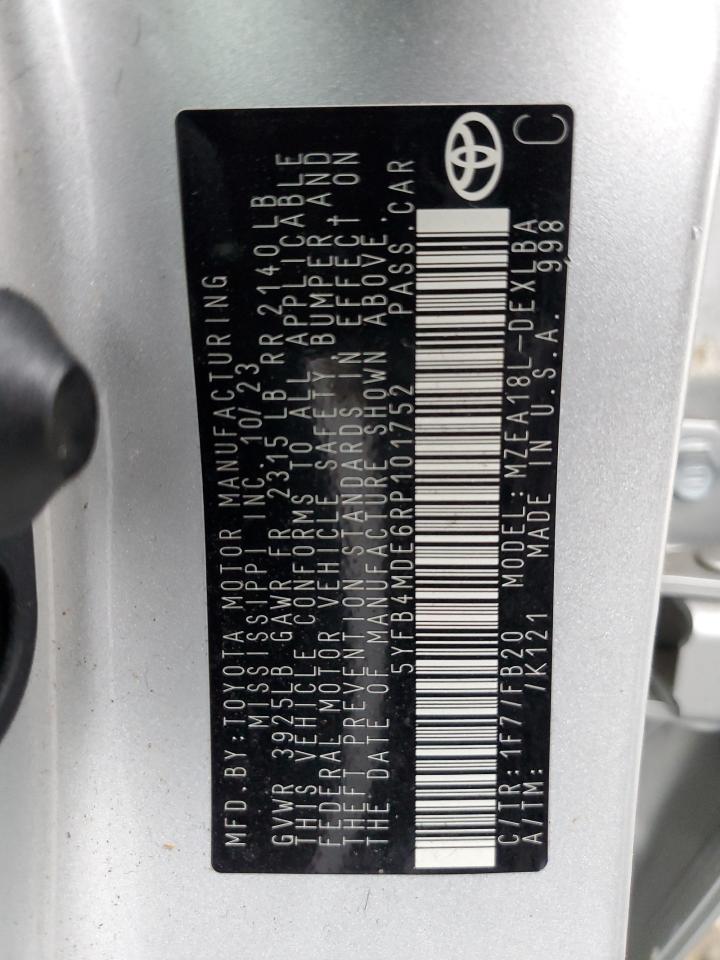 MFD.BY:TOYOTA MOTOR MANUFACTURING
MISSISSIPPI INC. 10/23
GVWR 3925LB GAWR FR 2315 LB RR 2140 LB
THIS VEHICLE CONFORMS TO ALL APPLICABLE
FEDERAL MOTOR VEHICLE SAFETY, BUMPER, AND
THEFT PREVENTION STANDARDS IN EFFECT ON
THE DATE OF MANUFACTURE SHOWN ABOVE.
5YFB4MDE6RP101752 PASS.CAR
C/TR:1F7/FB20 MODEL:MZEA18L-DEXLBA
A/TM: /K121 MADE IN U.S.A. 998 C